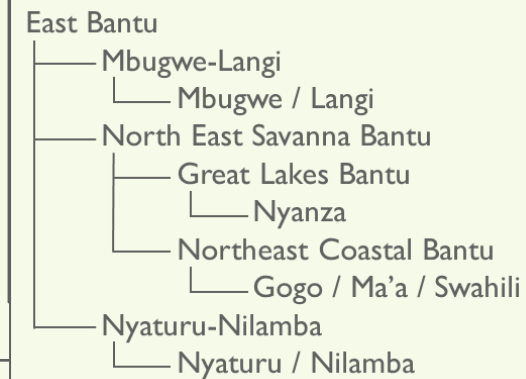 East Bantu
Mbugwe-Langi
Mbugwe / Langi
North East Savanna Bantu
Great Lakes Bantu
Nyanza
Northeast Coastal Bantu
Gogo / Ma’a / Swahili
Nyaturu-Nilamba
Nyaturu / Nilamba